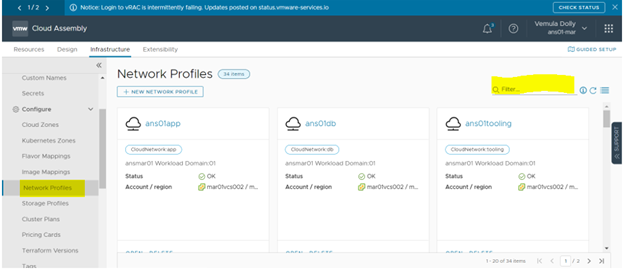 < 1 / 2 > Notice: Login to vRAC is intermittently failing. Updates posted on status.vmware-services.io CHECK STATUS ×
vmw Cloud Assembly
Vemula Dolly
ans01-mar
Resources Design Infrastructure Extensibility GUIDED SETUP
«
Custom Names
Secrets
Configure
Cloud Zones
Kubernetes Zones
Flavor Mappings
Image Mappings
Network Profiles
Storage Profiles
Cluster Plans
Pricing Cards
Terraform Versions
Tags
Network Profiles 34 items
+ NEW NETWORK PROFILE
Filter...
ans01app
CloudNetwork:app
ansmar01 Workload Domain:01
Status OK
Account / region mar01vcs002 / m...
OPEN DELETE
ans01db
CloudNetwork:db
ansmar01 Workload Domain:01
Status OK
Account / region mar01vcs002 / m...
OPEN DELETE
ans01tooling
CloudNetwork:tooling
ansmar01 Workload Domain:01
Status OK
Account / region mar01vcs002 / m...
OPEN DELETE
SUPPORT
1 - 20 of 34 items 1 / 2